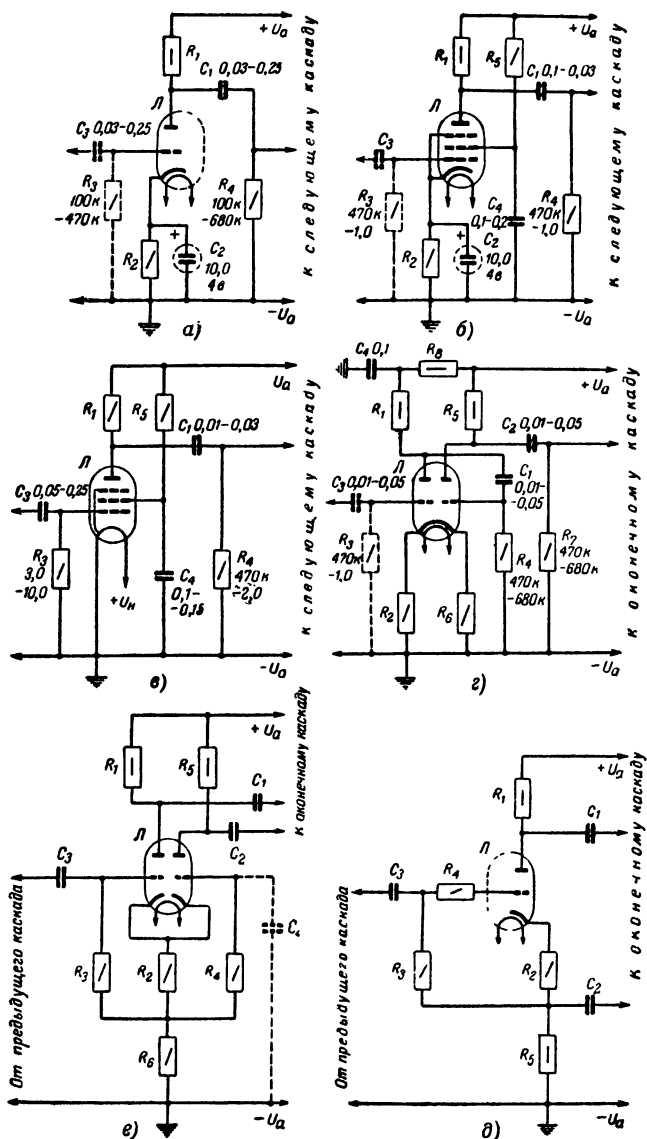 + Uа
R1
C1 0,03-0,25
Л
C3 0,03-0,25
R3
100к
-470к
R2
+
C2
10,0
4в
R4
100к
-680к
к следующему каскаду
- Uа
а)
+ Uа
R1
R5
C1 0,1-0,03
Л
C3
R3
470к
-1,0
R2
+
C2
10,0
4в
C4
0,1-0,2
R4
470к
-1,0
к следующему каскаду
- Uа
б)
Uа
R1
R5
C1 0,01-0,03
Л
C3 0,05-0,25
R3
3,0
-10,0
+Uн
C4
0,1-
-0,15
R4
470к
-2,0
к следующему каскаду
- Uа
в)
C4 0,1
R8
+Uа
R1
R5
C2 0,01-0,05
Л
C3 0,01-0,05
C1
0,01-
-0,05
R3
470к
-1,0
R2
R6
R4
470к
-680к
R7
470к
-680к
к оконечному каскаду
- Uа
г)
+ Uа
R1
R5
C1
Л
C2
C3
R3
R2
R4
R6
От предыдущего каскада
к оконечному каскаду
- Uа
е)
+ Uа
R1
C1
Л
C3
R4
R3
R2
C2
R5
От предыдущего каскада
к оконечному каскаду
- Uа
д)